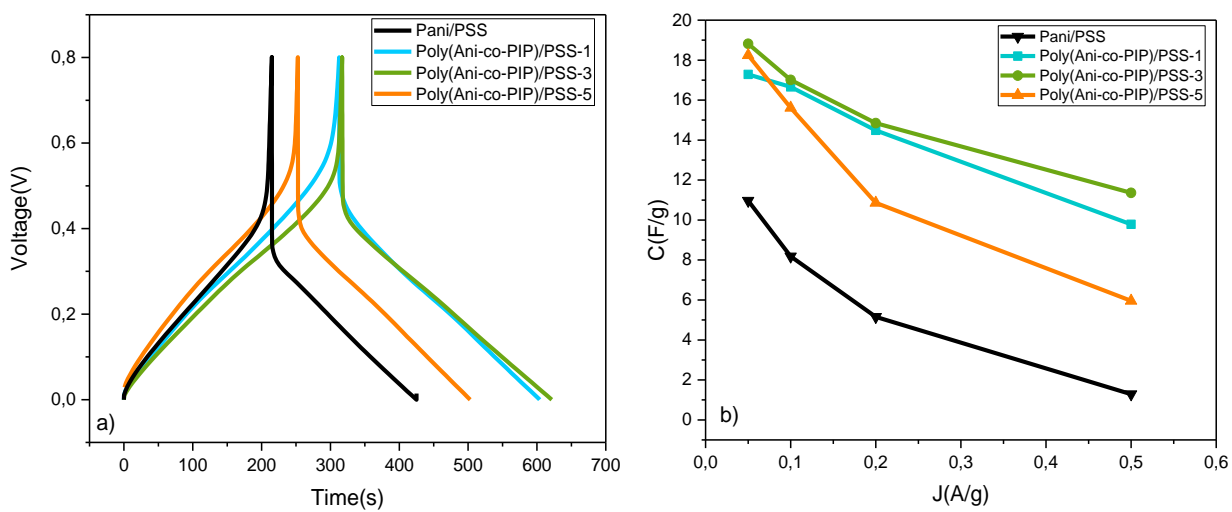 Pani/PSS
Poly(Ani-co-PIP)/PSS-1
Poly(Ani-co-PIP)/PSS-3
Poly(Ani-co-PIP)/PSS-5
0,8
0,6
0,4
0,2
0,0
Voltage(V)
a)
0 100 200 300 400 500 600 700
Time(s)
Pani/PSS
Poly(Ani-co-PIP)/PSS-1
Poly(Ani-co-PIP)/PSS-3
Poly(Ani-co-PIP)/PSS-5
20
18
16
14
12
10
8
6
4
2
0
C(F/g)
b)
0,0 0,1 0,2 0,3 0,4 0,5 0,6
J(A/g)